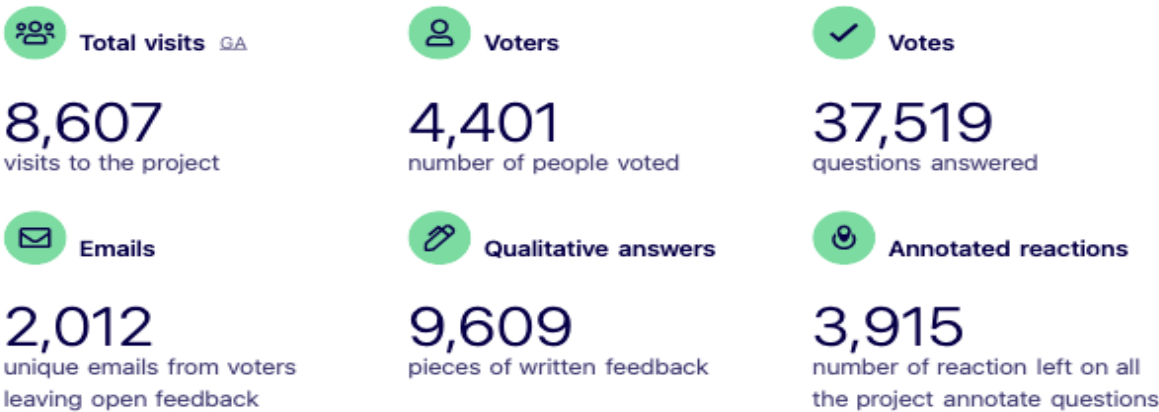 Total visits GA
8,607
visits to the project
Voters
4,401
number of people voted
Votes
37,519
questions answered
Emails
2,012
unique emails from voters
leaving open feedback
Qualitative answers
9,609
pieces of written feedback
Annotated reactions
3,915
number of reaction left on all
the project annotate questions